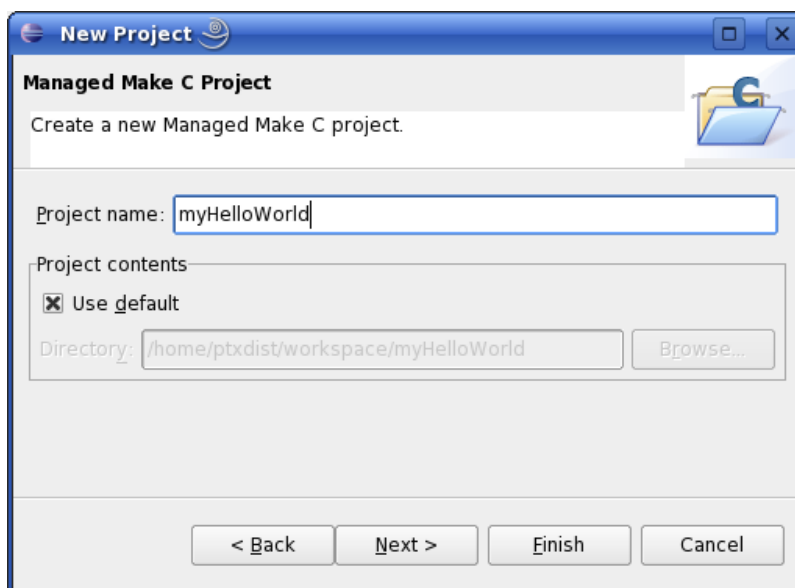 New Project
Managed Make C Project
Create a new Managed Make C project.
Project name: myHelloWorld
Project contents
Use default
Directory: /home/ptxdist/workspace/myHelloWorld Browse...
< Back Next > Finish Cancel